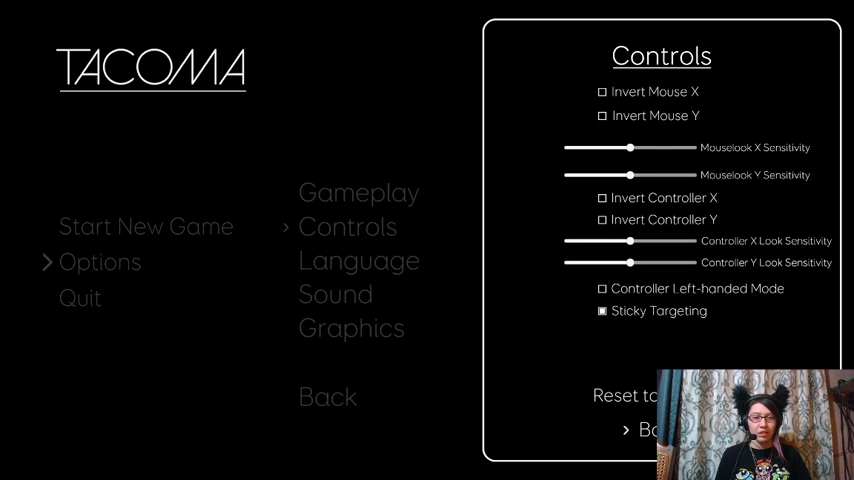 TACOMA
Start New Game
Options
Quit
Gameplay
Controls
Language
Sound
Graphics
Back
Controls
Invert Mouse X
Invert Mouse Y
Mouselook X Sensitivity
Mouselook Y Sensitivity
Invert Controller X
Invert Controller Y
Controller X Look Sensitivity
Controller Y Look Sensitivity
Controller Left-handed Mode
Sticky Targeting
Reset